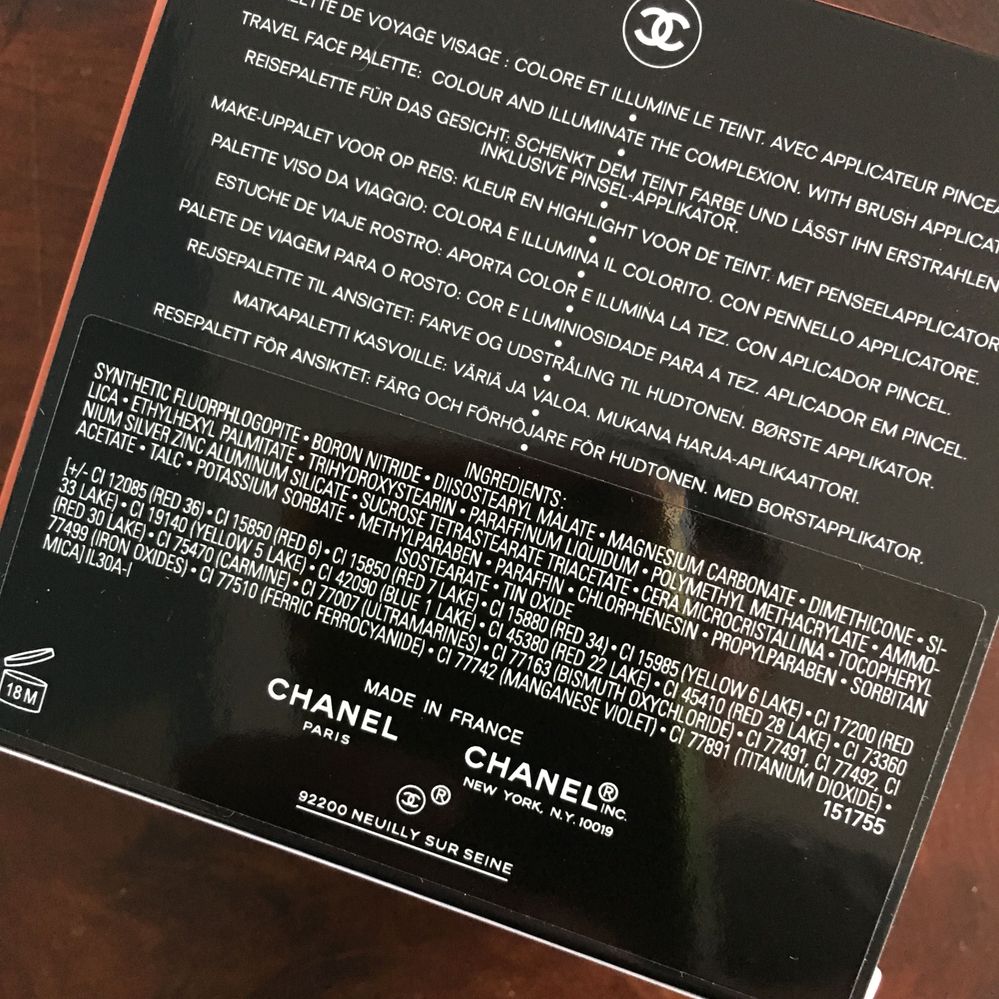 LETTE DE VOYAGE VISAGE : COLORE ET ILLUMINE LE TEINT. AVEC APPLICATEUR PINCEA
•
TRAVEL FACE PALETTE: COLOUR AND ILLUMINATE THE COMPLEXION. WITH BRUSH APPLICAT
•
REISEPALETTE FÜR DAS GESICHT: SCHENKT DEM TEINT FARBE UND LÄSST IHN ERSTRAHLEN
INKLUSIVE PINSEL-APPLIKATOR.
•
MAKE-UPPALET VOOR OP REIS: KLEUR EN HIGHLIGHT VOOR DE TEINT. MET PENSEELAPPLICATOR
•
PALETTE VISO DA VIAGGIO: COLORA E ILLUMINA IL COLORITO. CON PENNELLO APPLICATORE.
•
ESTUCHE DE VIAJE ROSTRO: APORTA COLOR E ILUMINA LA TEZ. CON APLICADOR PINCEL.
•
PALETE DE VIAGEM PARA O ROSTO: COR E LUMINIOSIDADE PARA A TEZ. APLICADOR EM PINCEL.
•
REJSEPALETTE TIL ANSIGTET: FARVE OG UDSTRÅLING TIL HUDTONEN. BØRSTE APPLIKATOR.
•
MATKAPALETTI KASVOILLE: VÄRIÄ JA VALOA. MUKANA HARJA-APLIKAATTORI.
•
RESEPALETT FÖR ANSIKTET: FÄRG OCH FÖRHÖJARE FÖR HUDTONEN. MED BORSTAPPLIKATOR.
•
INGREDIENTS:
SYNTHETIC FLUORPHLOGOPITE • BORON NITRIDE • DIISOSTEARYL MALATE • MAGNESIUM CARBONATE • DIMETHICONE • SI-
LICA • ETHYLHEXYL PALMITATE • TRIHYDROXYSTEARIN • PARAFFINUM LIQUIDUM • POLYMETHYL METHACRYLATE • AMMO-
NIUM SILVER ZINC ALUMINUM SILICATE • SUCROSE TETRASTEARATE TRIACETATE • CERA MICROCRISTALLINA • TOCOPHERYL
ACETATE • TALC • POTASSIUM SORBATE • METHYLPARABEN • PARAFFIN • CHLORPHENESIN • PROPYLPARABEN • SORBITAN
ISOSTEARATE • TIN OXIDE
[+/- CI 12085 (RED 36) • CI 15850 (RED 6) • CI 15850 (RED 7 LAKE) • CI 15880 (RED 34) • CI 15985 (YELLOW 6 LAKE) • CI 17200 (RED
33 LAKE) • CI 19140 (YELLOW 5 LAKE) • CI 42090 (BLUE 1 LAKE) • CI 45380 (RED 22 LAKE) • CI 45410 (RED 28 LAKE) • CI 73360
(RED 30 LAKE) • CI 75470 (CARMINE) • CI 77007 (ULTRAMARINES) • CI 77163 (BISMUTH OXYCHLORIDE) • CI 77491, CI 77492, CI
77499 (IRON OXIDES) • CI 77510 (FERRIC FERROCYANIDE) • CI 77742 (MANGANESE VIOLET) • CI 77891 (TITANIUM DIOXIDE) •
MICA] IL30A-I 151755
18M
MADE IN FRANCE
CHANEL
PARIS
CHANEL® INC.
NEW YORK, N.Y. 10019
®
92200 NEUILLY SUR SEINE